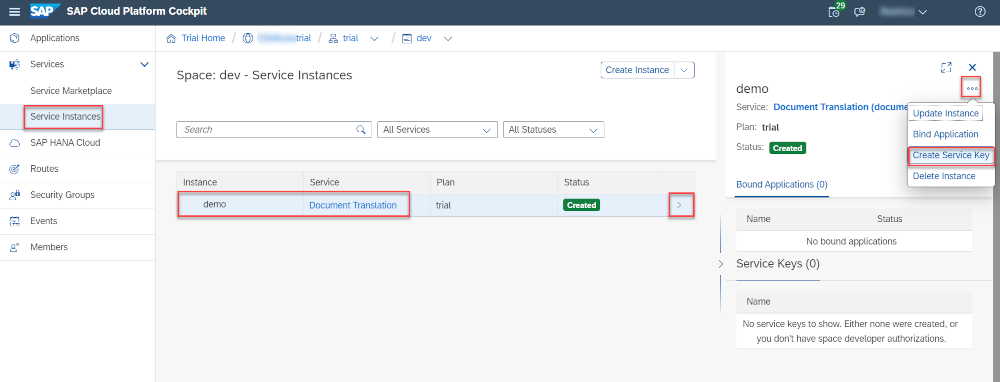 SAP SAP Cloud Platform Cockpit
29
Trial Home / trial / trial / dev
Applications
Services
Service Marketplace
Service Instances
SAP HANA Cloud
Routes
Security Groups
Events
Members
Space: dev - Service Instances
Create Instance
Search
All Services
All Statuses
Instance Service Plan Status
demo Document Translation trial Created
demo
Service: Document Translation (docume
Plan: trial
Status: Created
Update Instance
Bind Application
Create Service Key
Delete Instance
Bound Applications (0)
Name Status
No bound applications
Service Keys (0)
Name
No service keys to show. Either none were created, or
you don't have space developer authorizations.